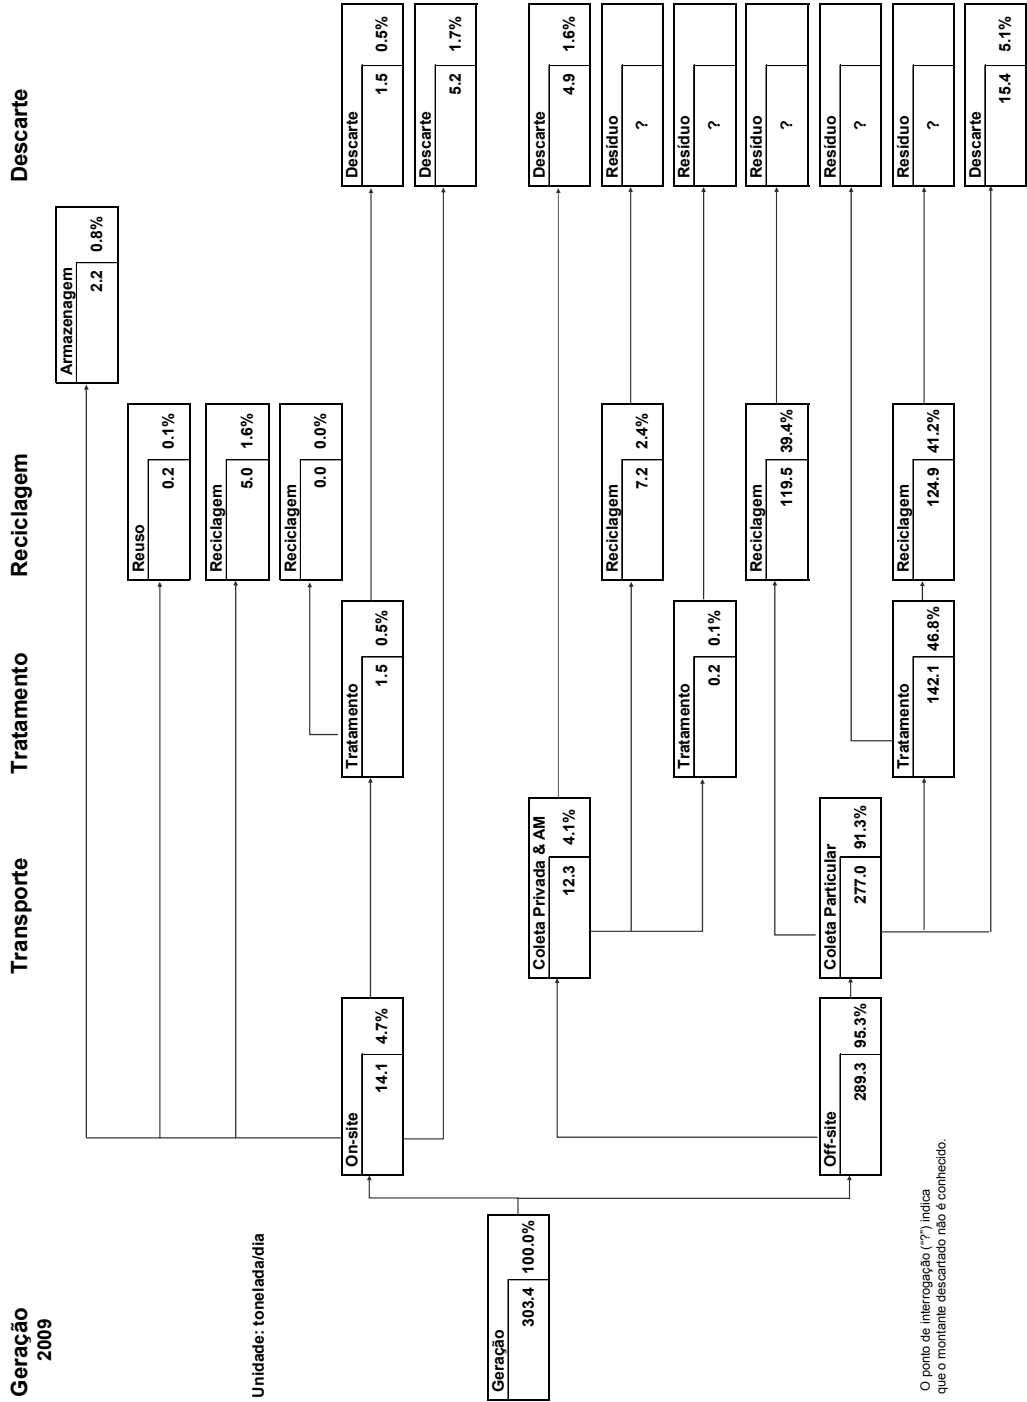 Geração
2009
Transporte
Tratamento
Reciclagem
Descarte
Unidade: tonelada/dia
Geração
303.4 100.0%
On-site
14.1 4.7%
Off-site
289.3 95.3%
Coleta Privada & AM
12.3 4.1%
Coleta Particular
277.0 91.3%
Tratamento
1.5 0.5%
Tratamento
0.2 0.1%
Tratamento
142.1 46.8%
Reuso
0.2 0.1%
Reciclagem
5.0 1.6%
Reciclagem
0.0 0.0%
Reciclagem
7.2 2.4%
Reciclagem
119.5 39.4%
Reciclagem
124.9 41.2%
Armazenagem
2.2 0.8%
Descarte
1.5 0.5%
Descarte
5.2 1.7%
Descarte
4.9 1.6%
Resíduo
?
Resíduo
?
Resíduo
?
Resíduo
?
Resíduo
?
Descarte
15.4 5.1%
O ponto de interrogação ("?") indica
que o montante descartado não é conhecido.